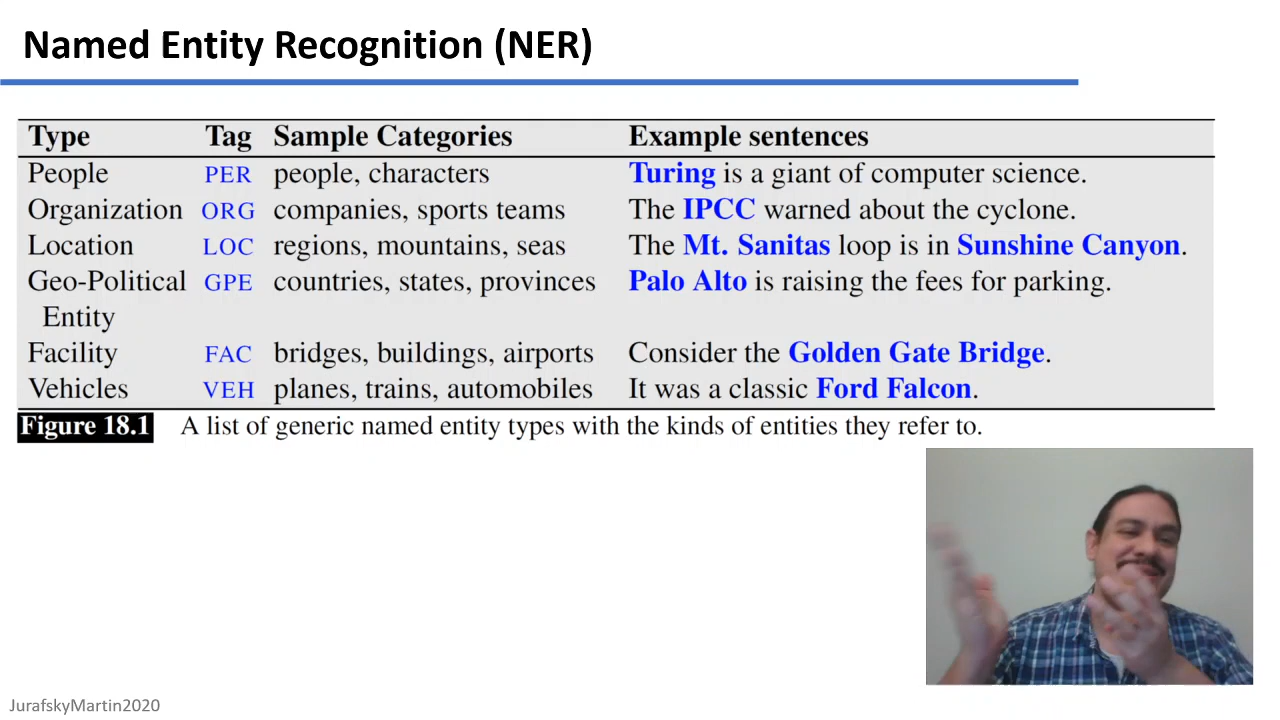 Named Entity Recognition (NER)
Type Tag Sample Categories Example sentences
People PER people, characters Turing is a giant of computer science.
Organization ORG companies, sports teams The IPCC warned about the cyclone.
Location LOC regions, mountains, seas The Mt. Sanitas loop is in Sunshine Canyon.
Geo-Political GPE countries, states, provinces Palo Alto is raising the fees for parking.
Entity
Facility FAC bridges, buildings, airports Consider the Golden Gate Bridge.
Vehicles VEH planes, trains, automobiles It was a classic Ford Falcon.
Figure 18.1 A list of generic named entity types with the kinds of entities they refer to.
JurafskyMartin2020